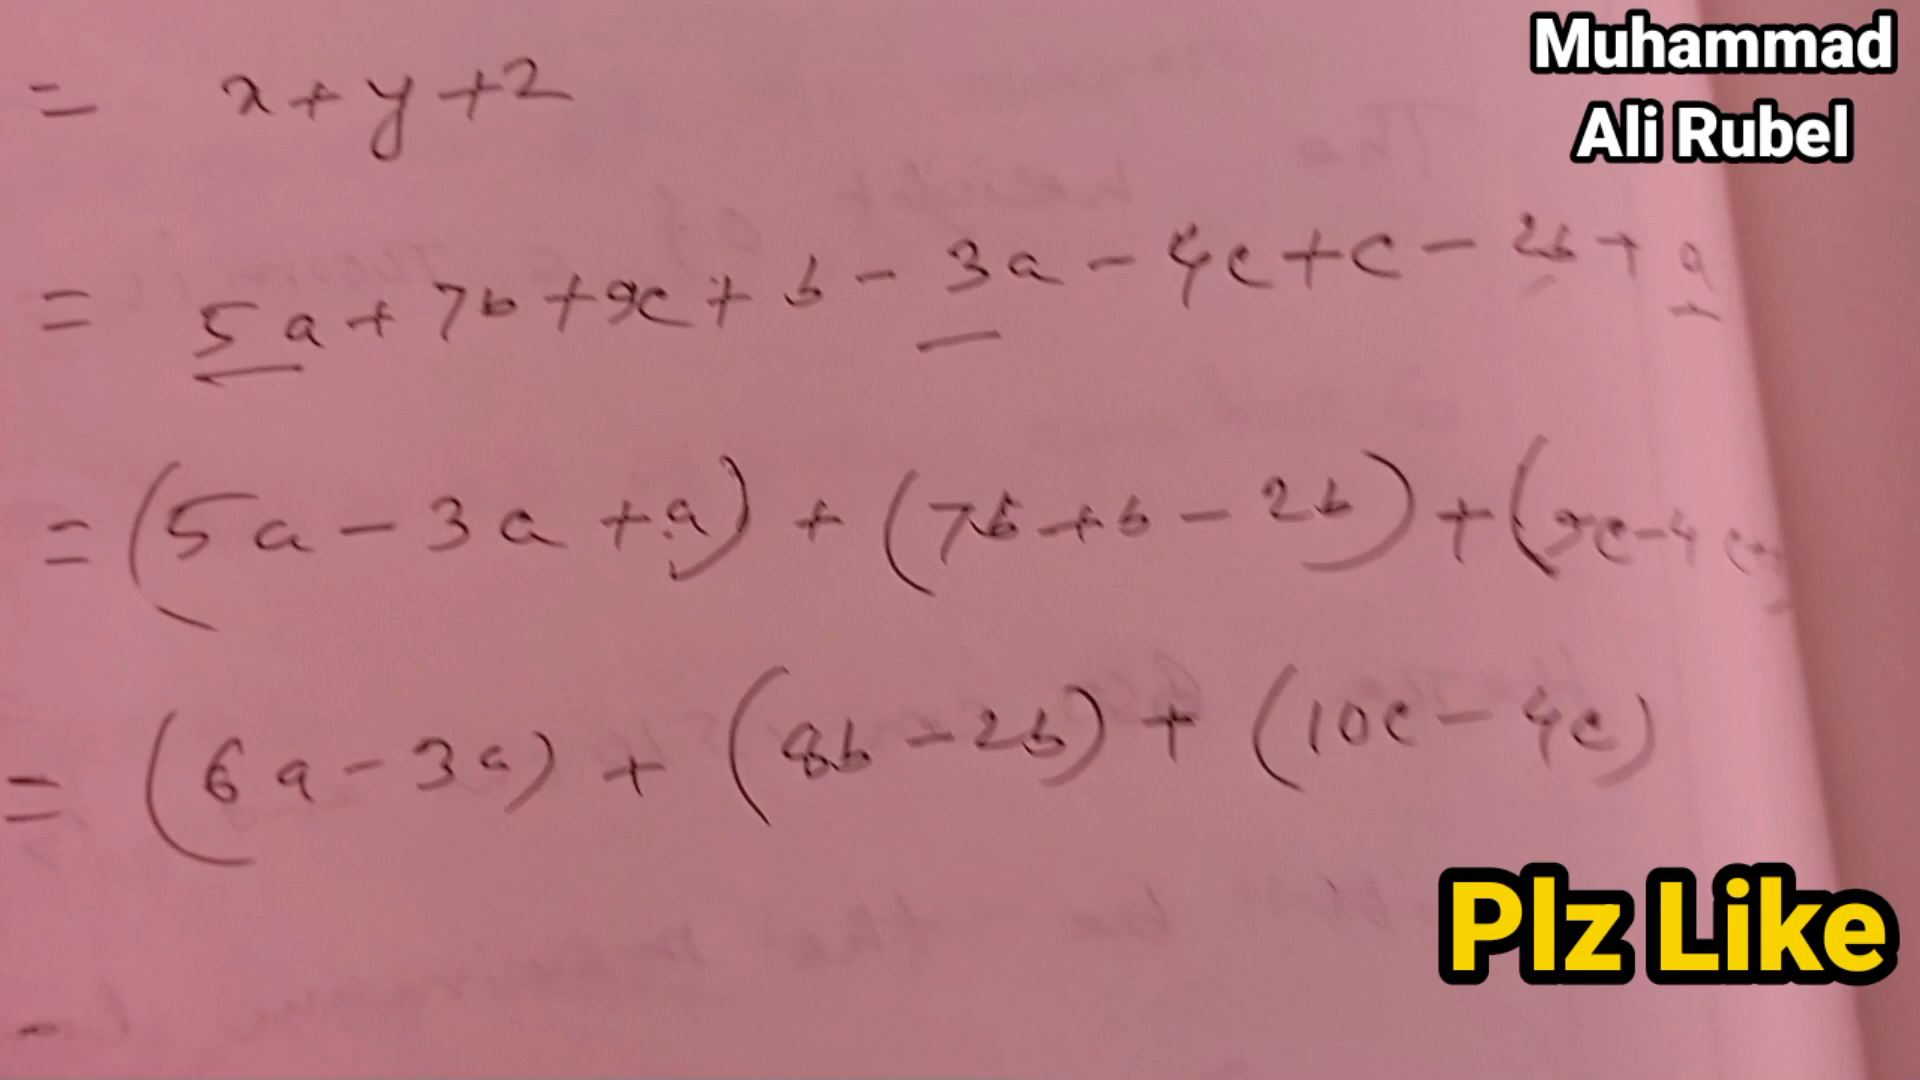 Muhammad
Ali Rubel
= x + y + 2
= 5a + 7b + 9c + b - 3a - 4c + c - 2b + a
= (5a - 3a + a) + (7b + b - 2b) + (9c - 4c +
= (6a - 3a) + (8b - 2b) + (10c - 4c)
Plz Like